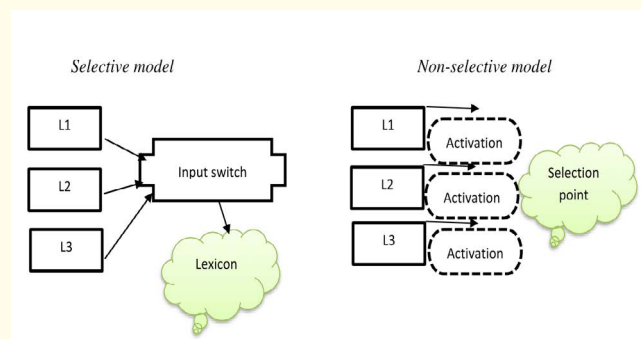 Selective model
L1
L2
L3
Input switch
Lexicon
Non-selective model
L1
Activation
L2
Activation
L3
Activation
Selection
point